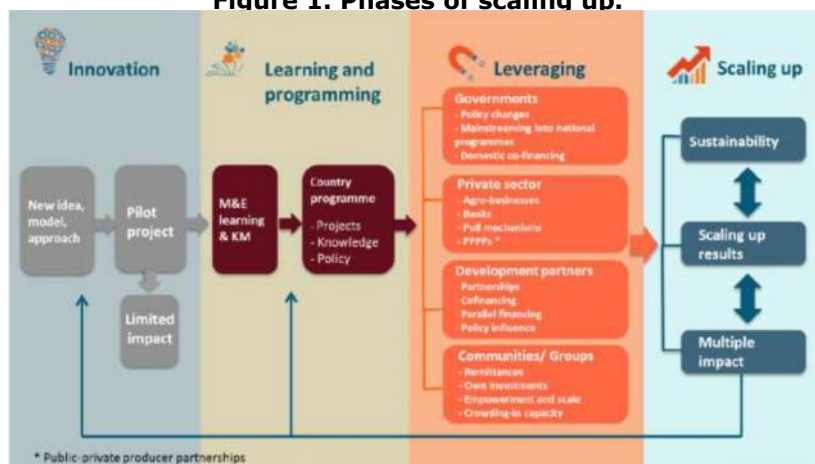 Figure 1. Phases of scaling up.
Innovation
Learning and
programming
Leveraging
Scaling up
New idea,
model,
approach
Pilot
project
Limited
impact
M&E
learning
& KM
Country
programme
- Projects
- Knowledge
- Policy
Governments
- Policy changes
- Mainstreaming into national
programmes
- Domestic co-financing
Private sector
- Agro-businesses
- Banks
- Pull mechanisms
- PPPPs *
Development partners
- Partnerships
- Cofinancing
- Parallel financing
- Policy influence
Communities/ Groups
- Remittances
- Own investments
- Empowerment and scale
- Crowding-in capacity
Sustainability
Scaling up
results
Multiple
impact
* Public-private producer partnerships